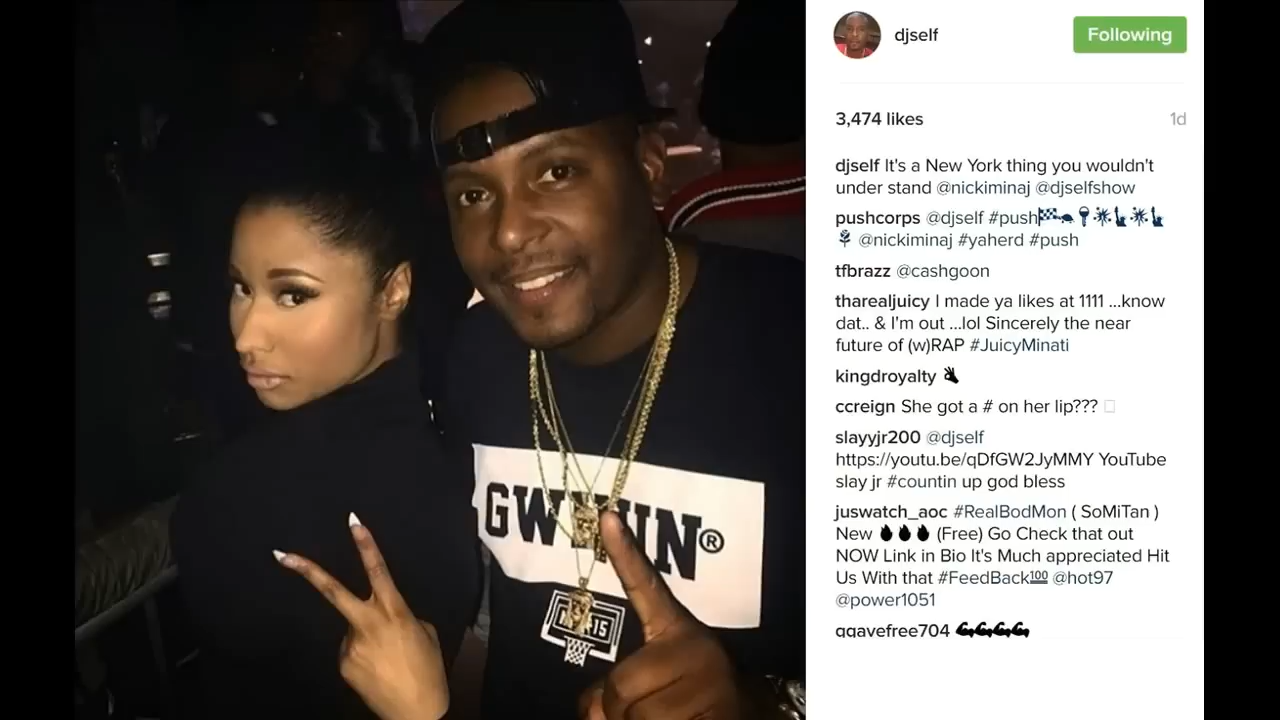 djself
Following
3,474 likes
1d
djself It's a New York thing you wouldn't
under stand @nickiminaj @djselfshow
pushcorps @djself #push
@nickiminaj #yaherd #push
tfbrazz @cashgoon
tharealjuicy I made ya likes at 1111 ...know
dat.. & I'm out ...lol Sincerely the near
future of (w)RAP #JuicyMinati
kingdroyalty
ccreign She got a # on her lip???
slayyjr200 @djself
https://youtu.be/qDfGW2JyMMY YouTube
slay jr #countin up god bless
juswatch_aoc #RealBodMon ( SoMiTan )
New 🔥🔥🔥 (Free) Go Check that out
NOW Link in Bio It's Much appreciated Hit
Us With that #FeedBack💯 @hot97
@power1051
qgavefree704 💪💪💪💪